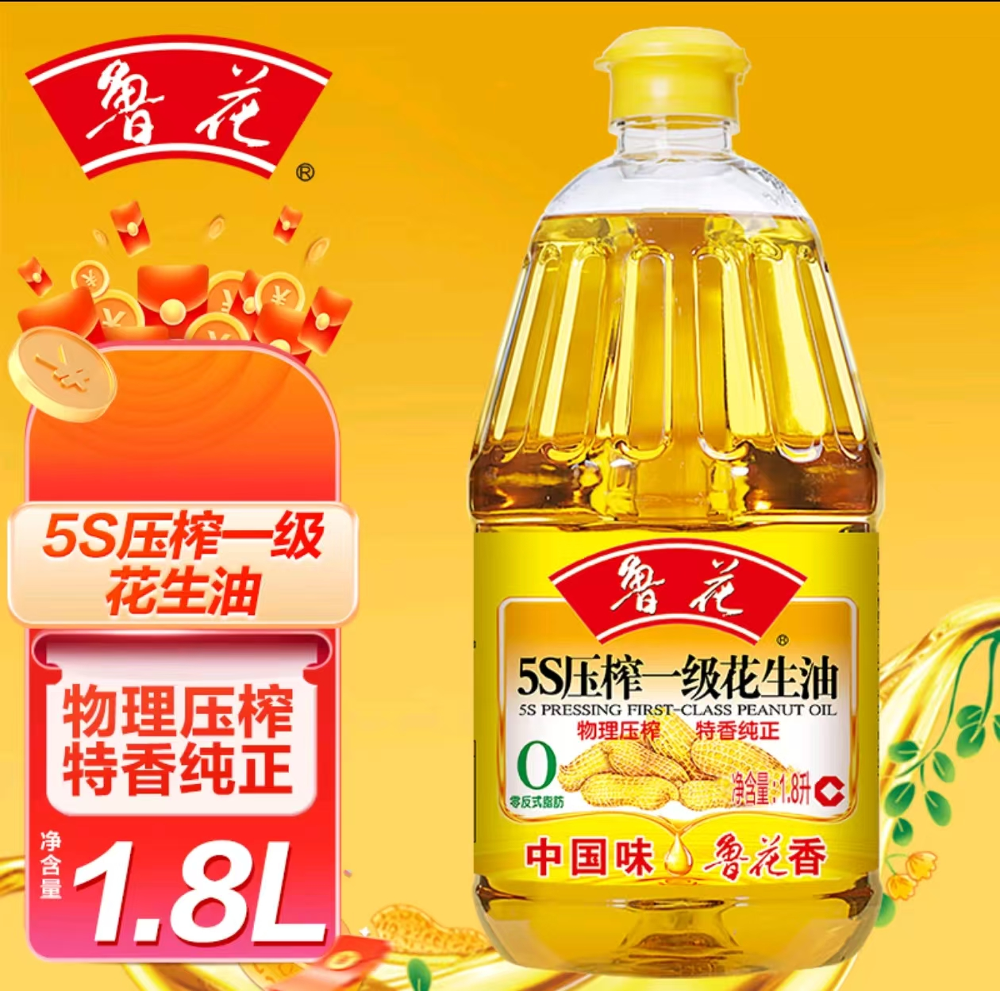 鲁花
®
5S压榨一级
花生油
物理压榨
特香纯正
净含量
1.8L
鲁花
®
5S压榨一级花生油
5S PRESSING FIRST-CLASS PEANUT OIL
物理压榨 特香纯正
0
零反式脂肪
净含量:1.8升
中国味 鲁花香